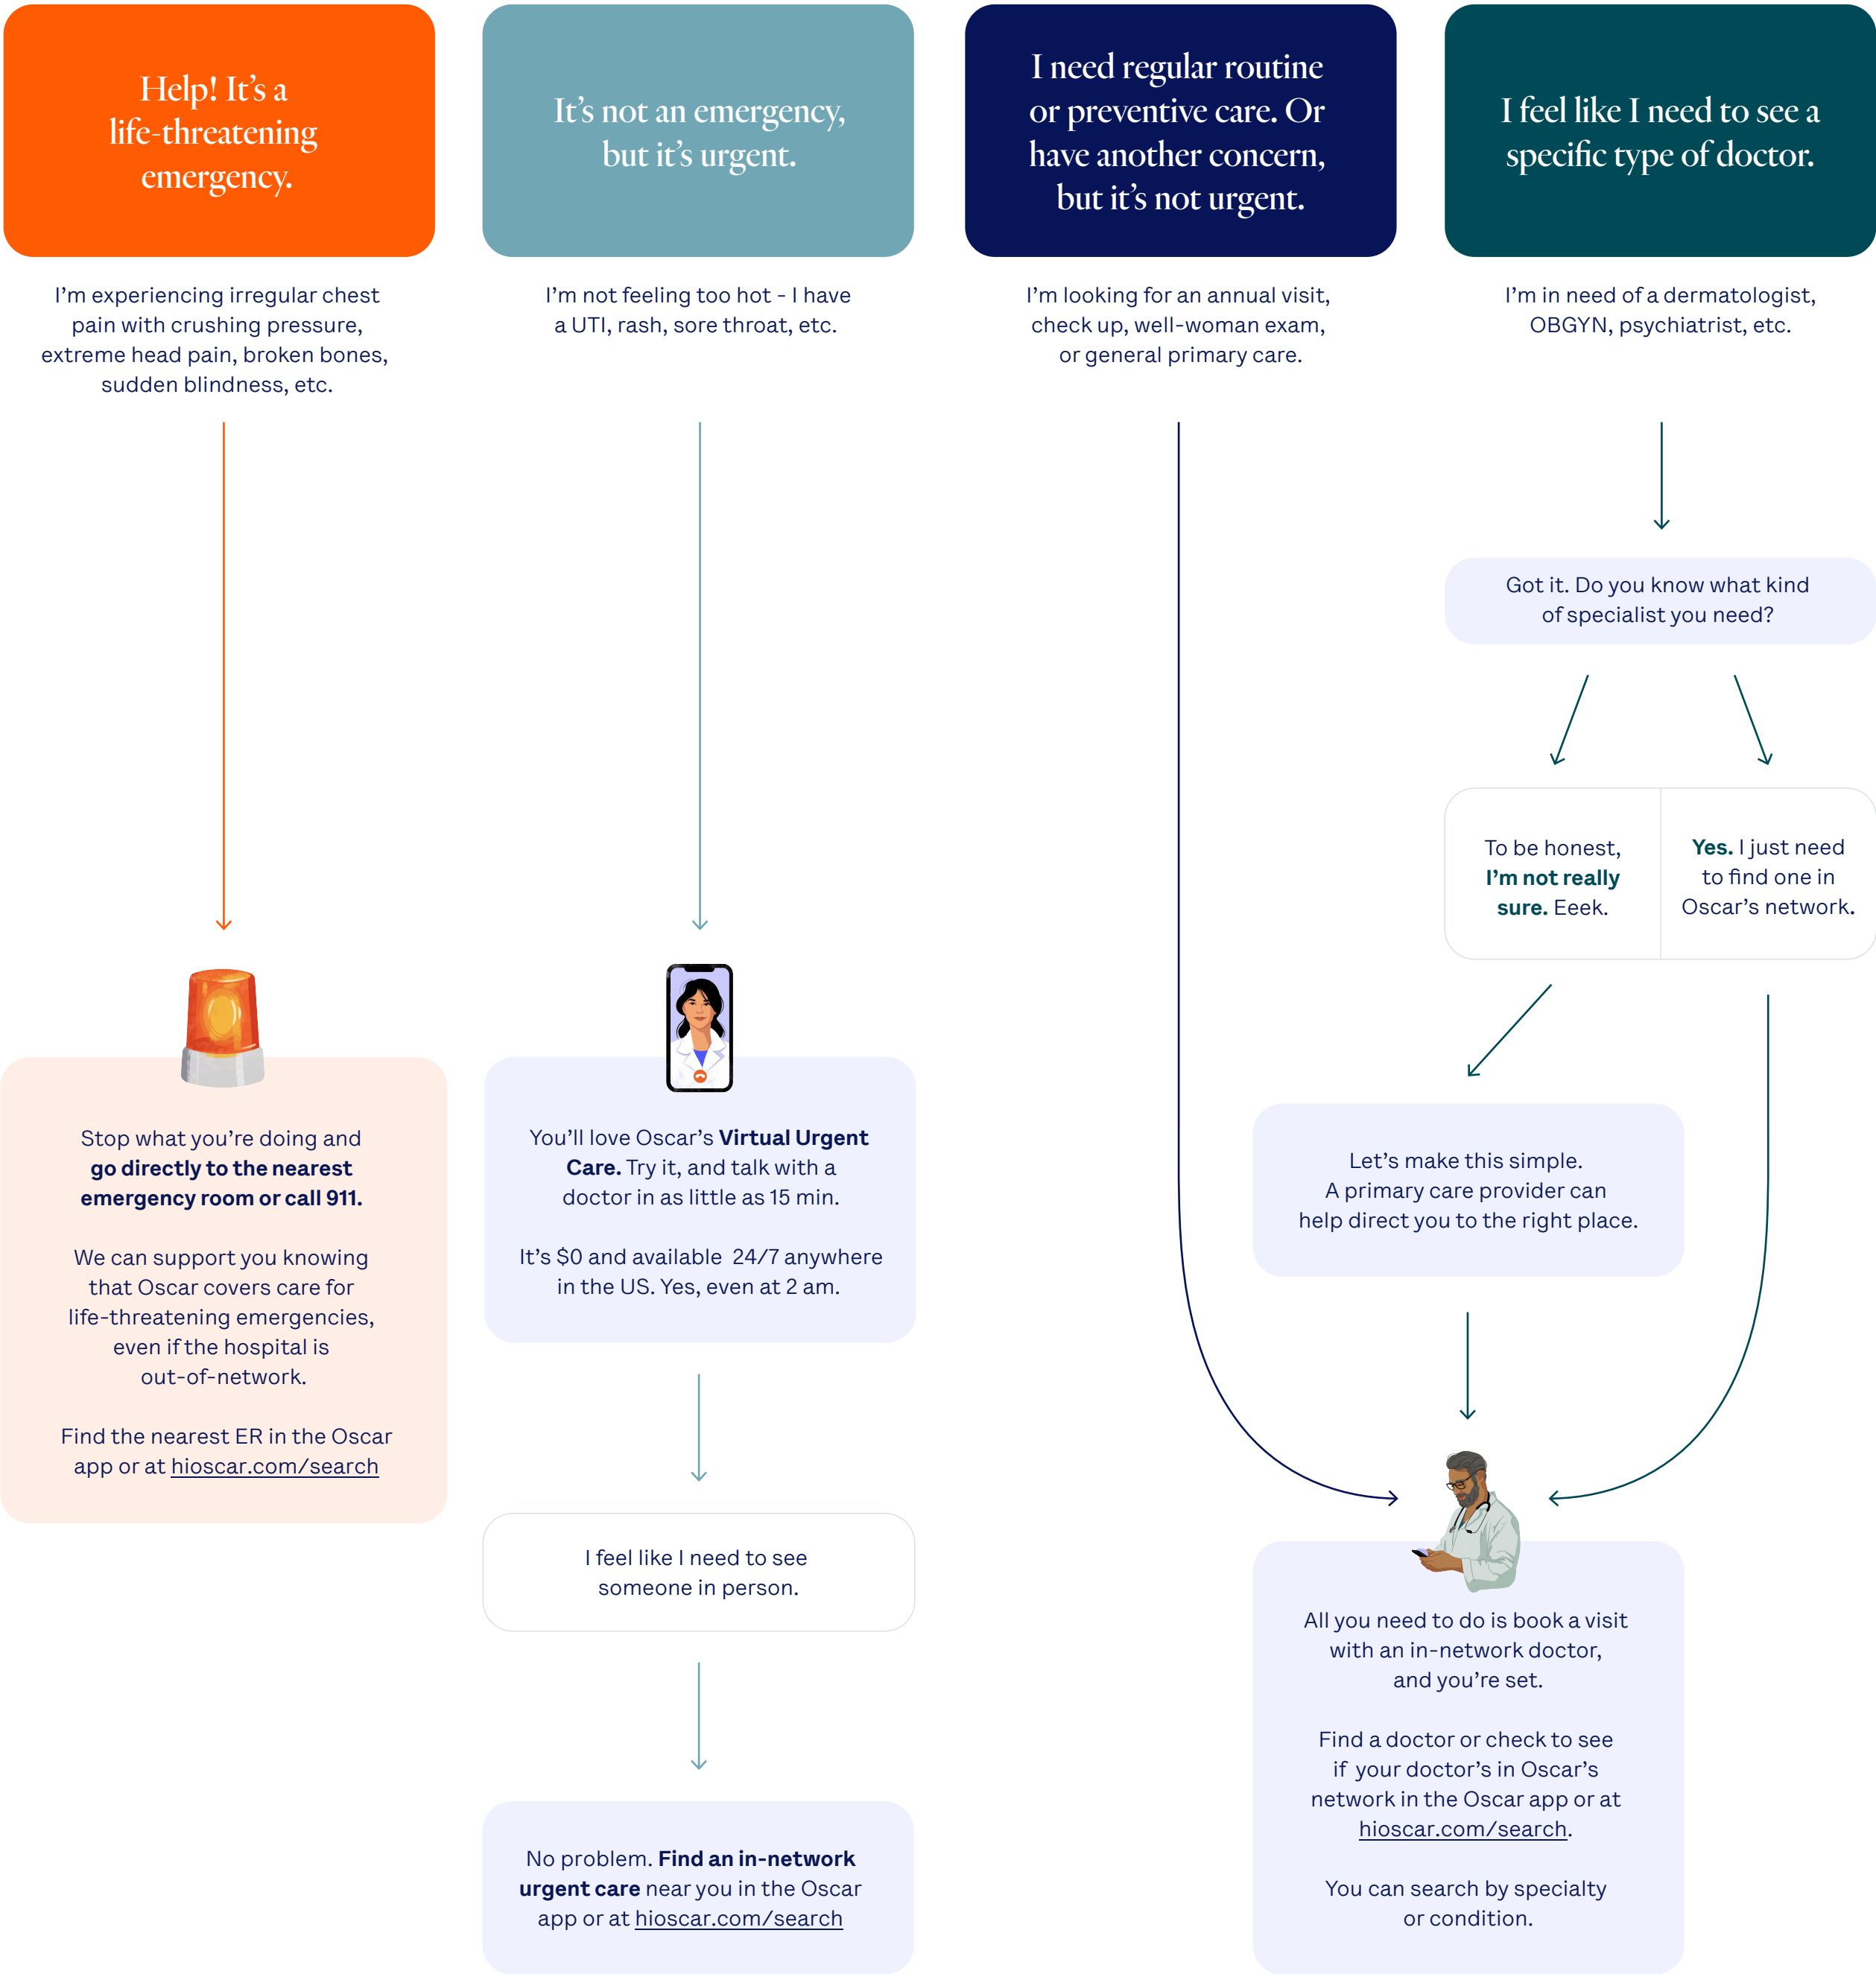 Help! It’s a
life-threatening
emergency.
I’m experiencing irregular chest
pain with crushing pressure,
extreme head pain, broken bones,
sudden blindness, etc.
Stop what you’re doing and
go directly to the nearest
emergency room or call 911.
We can support you knowing
that Oscar covers care for
life-threatening emergencies,
even if the hospital is
out-of-network.
Find the nearest ER in the Oscar
app or at hioscar.com/search
It’s not an emergency,
but it’s urgent.
I’m not feeling too hot - I have
a UTI, rash, sore throat, etc.
You’ll love Oscar’s Virtual Urgent
Care. Try it, and talk with a
doctor in as little as 15 min.
It’s $0 and available 24/7 anywhere
in the US. Yes, even at 2 am.
I feel like I need to see
someone in person.
No problem. Find an in-network
urgent care near you in the Oscar
app or at hioscar.com/search
I need regular routine
or preventive care. Or
have another concern,
but it’s not urgent.
I’m looking for an annual visit,
check up, well-woman exam,
or general primary care.
I feel like I need to see a
specific type of doctor.
I’m in need of a dermatologist,
OBGYN, psychiatrist, etc.
Got it. Do you know what kind
of specialist you need?
To be honest,
I’m not really
sure. Eeek.
Yes. I just need
to find one in
Oscar’s network.
Let’s make this simple.
A primary care provider can
help direct you to the right place.
All you need to do is book a visit
with an in-network doctor,
and you’re set.
Find a doctor or check to see
if your doctor’s in Oscar’s
network in the Oscar app or at
hioscar.com/search.
You can search by specialty
or condition.